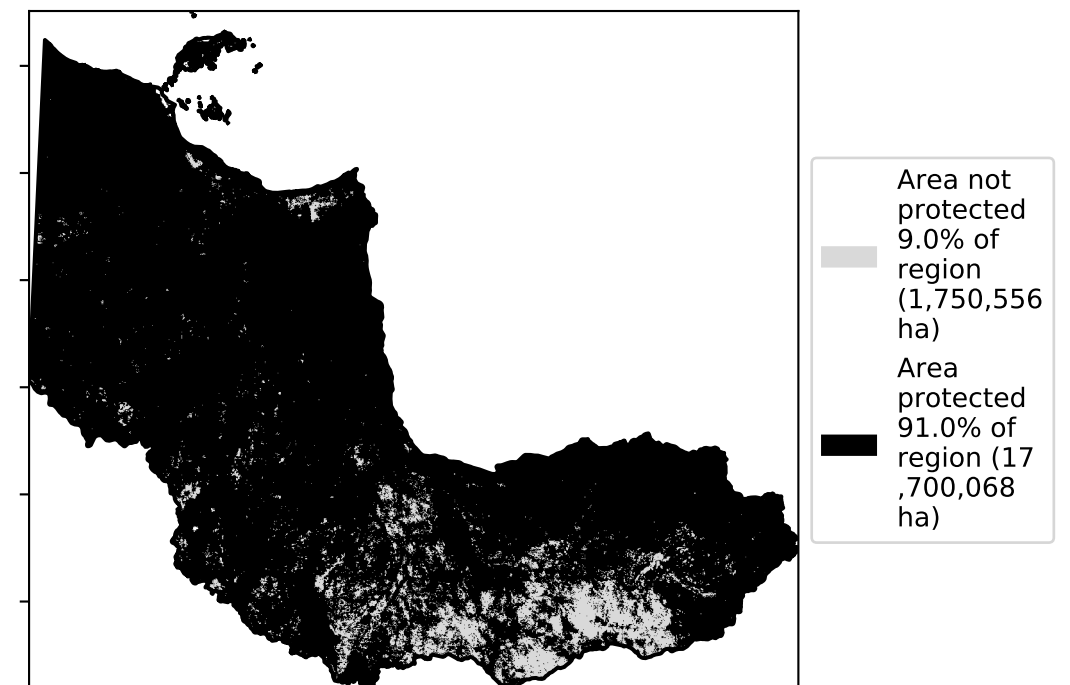 Area not
protected
9.0% of
region
(1,750,556
ha)
Area
protected
91.0% of
region (17
,700,068
ha)